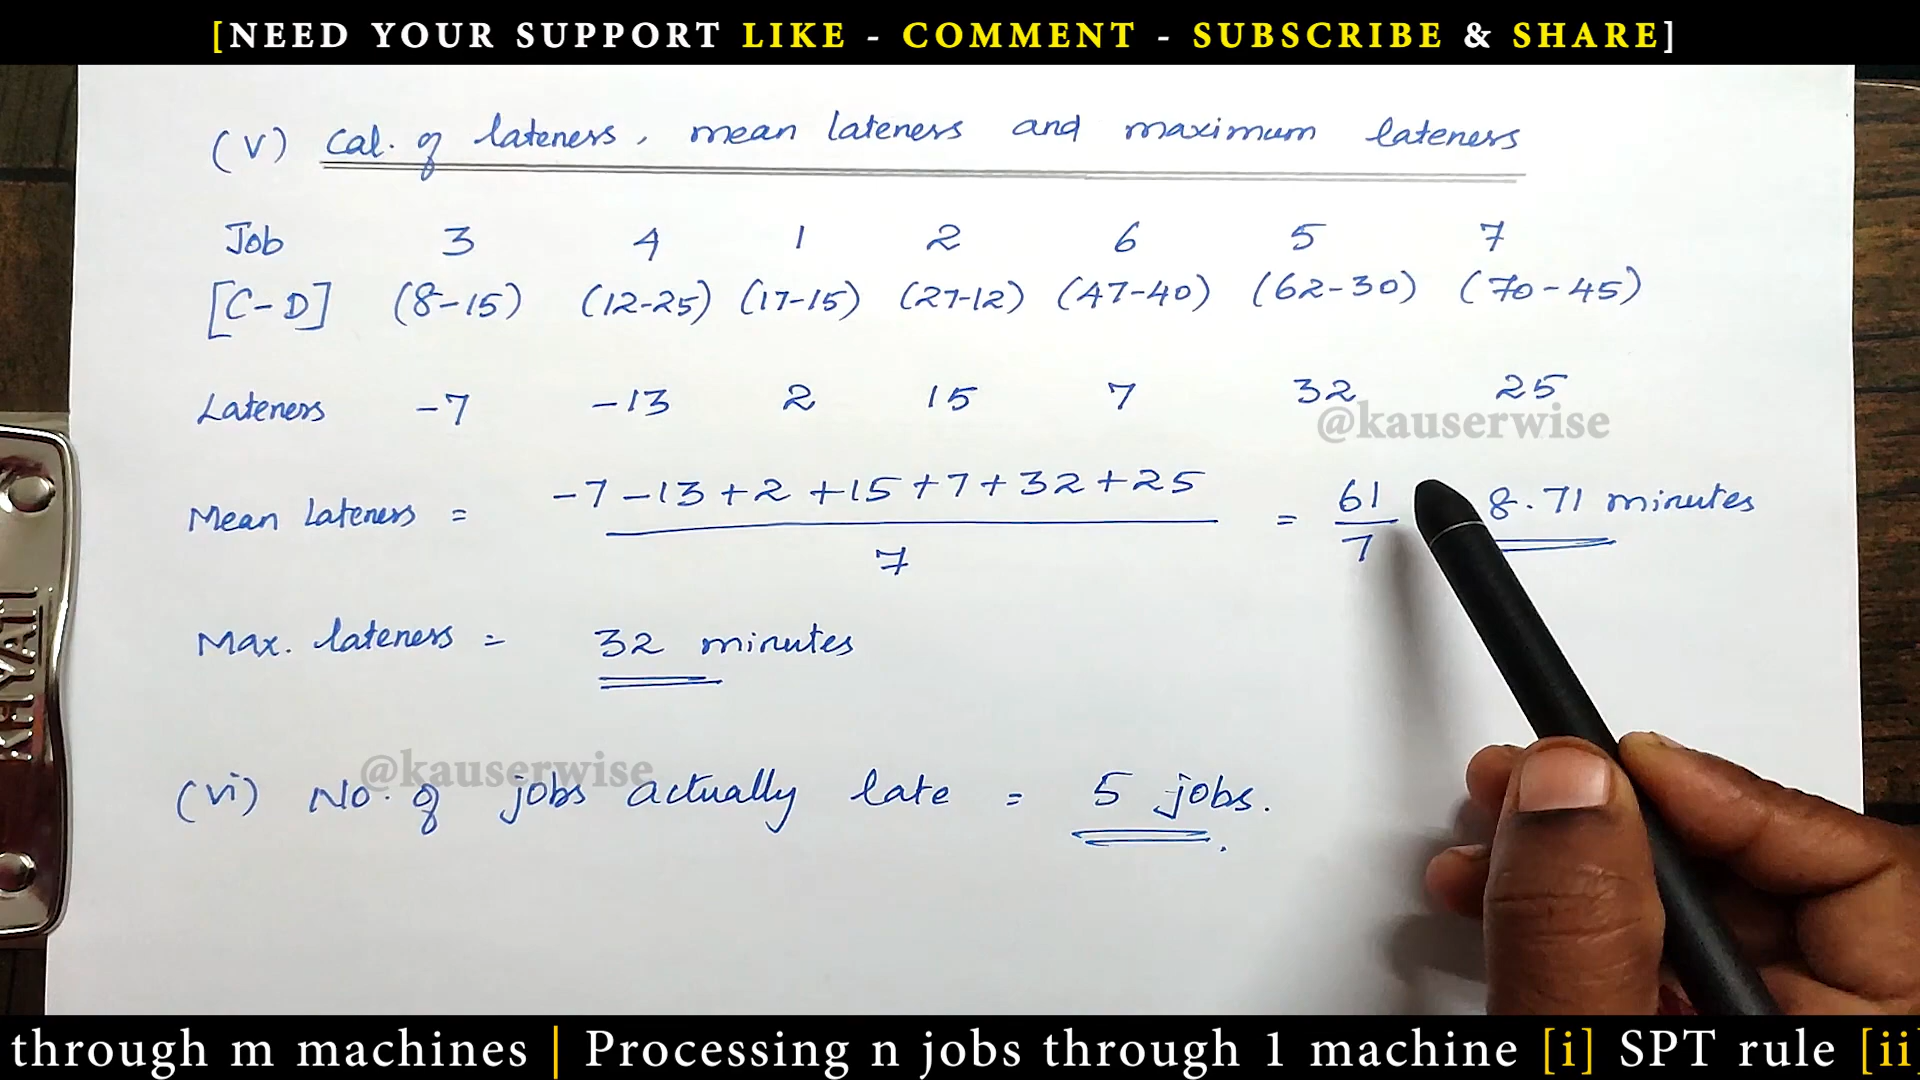 [NEED YOUR SUPPORT LIKE - COMMENT - SUBSCRIBE & SHARE]
(V) Cal. of lateness, mean lateness and maximum lateness
Job 3 4 1 2 6 5 7
[C-D] (8-15) (12-25) (17-15) (27-12) (47-40) (62-30) (70-45)
Lateness -7 -13 2 15 7 32 25
@kauserwise
Mean lateness = -7-13+2+15+7+32+25 / 7 = 61 / 7 8.71 minutes
Max. lateness = 32 minutes
@kauserwise
(Vi) No. of jobs actually late = 5 jobs.
through m machines | Processing n jobs through 1 machine [i] SPT rule [ii